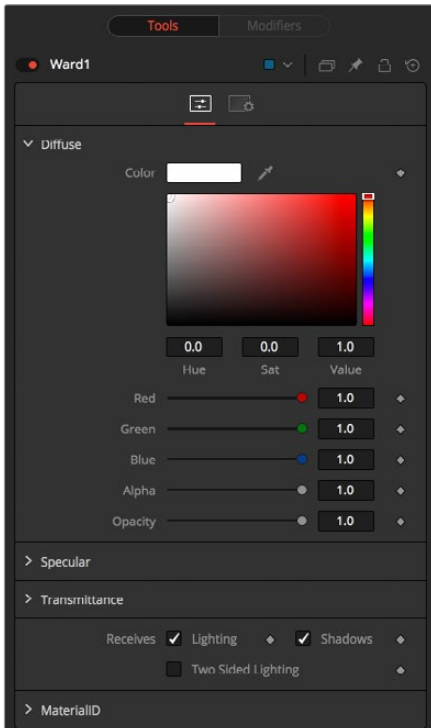 Tools Modifiers
Ward1
Diffuse
Color
0.0 0.0 1.0
Hue Sat Value
Red 1.0
Green 1.0
Blue 1.0
Alpha 1.0
Opacity 1.0
Specular
Transmittance
Receives Lighting Shadows
Two Sided Lighting
MaterialID